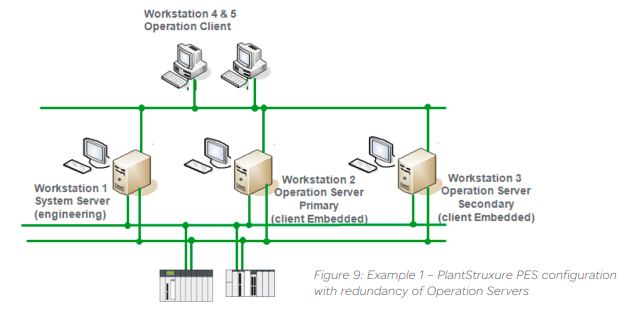 Workstation 4 & 5
Operation Client
Workstation 1
System Server
(engineering)
Workstation 2
Operation Server
Primary
(client Embedded)
Workstation 3
Operation Server
Secondary
(client Embedded)
Figure 9: Example 1 – PlantStruxure PES configuration
with redundancy of Operation Servers